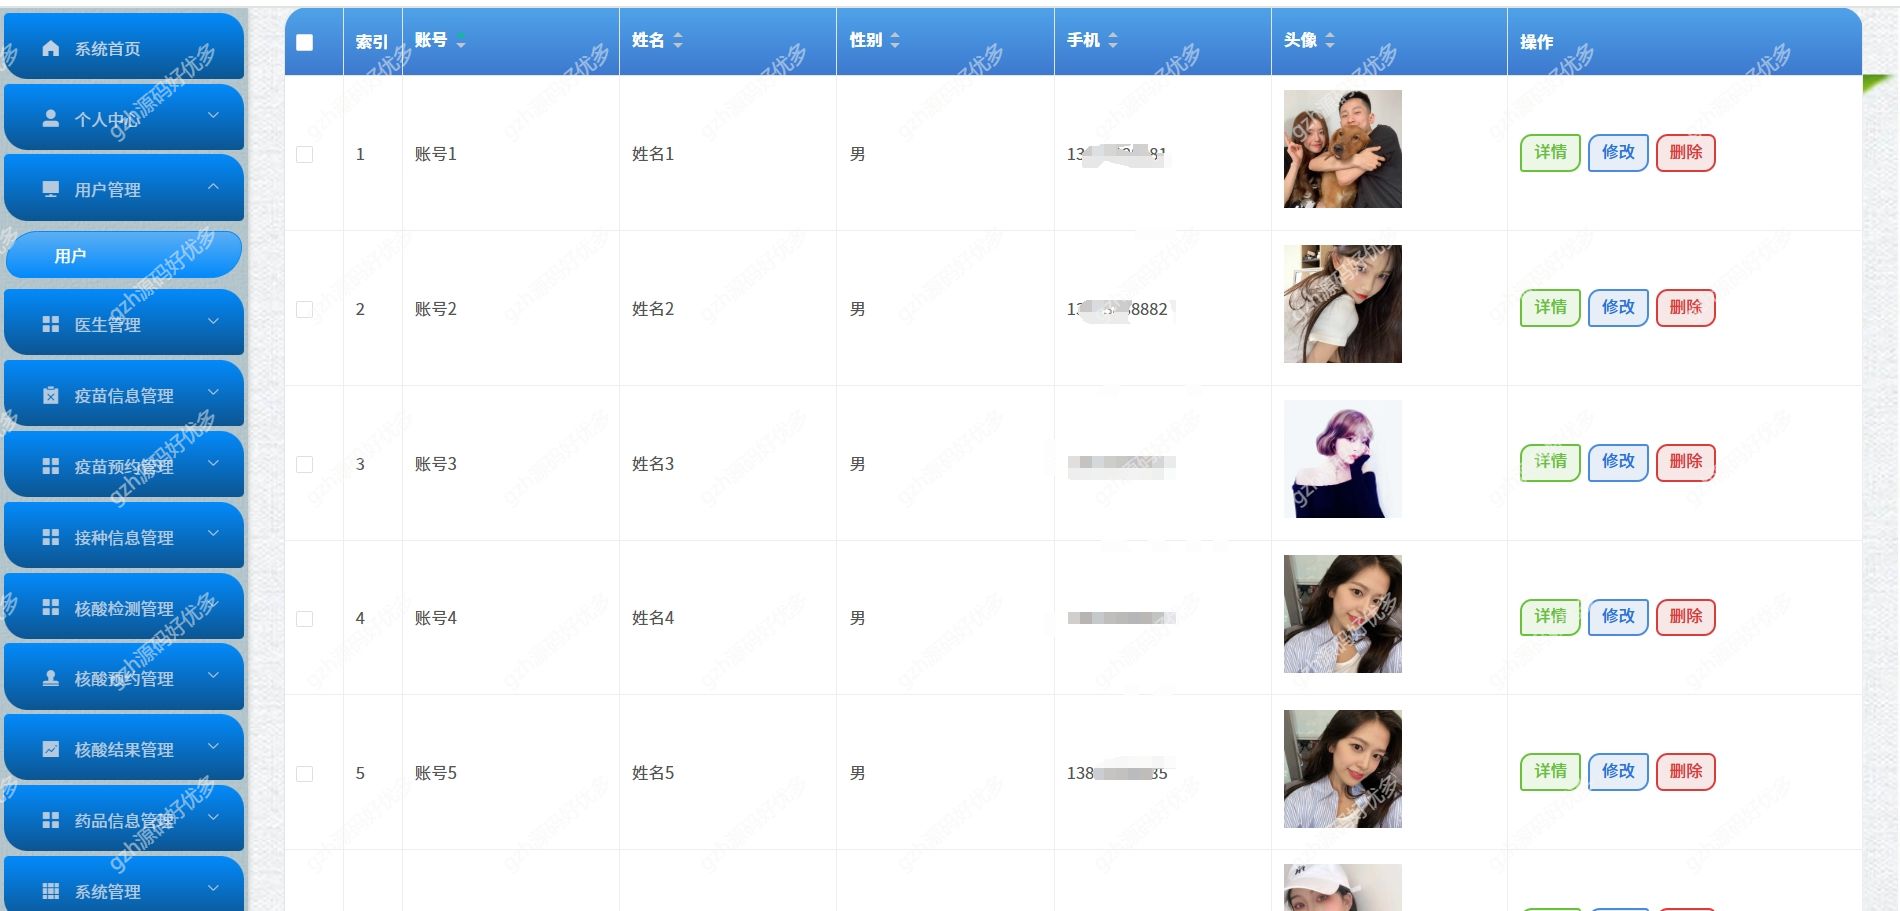 系统首页
个人中心
用户管理
用户
医生管理
疫苗信息管理
疫苗预约管理
接种信息管理
核酸检测管理
核酸预约管理
核酸结果管理
药品信息管理
系统管理
索引 账号 姓名 性别 手机 头像 操作
1 账号1 姓名1 男 详情 修改 删除
2 账号2 姓名2 男 8882 详情 修改 删除
3 账号3 姓名3 男 详情 修改 删除
4 账号4 姓名4 男 详情 修改 删除
5 账号5 姓名5 男 138 35 详情 修改 删除
gzh源码好优多